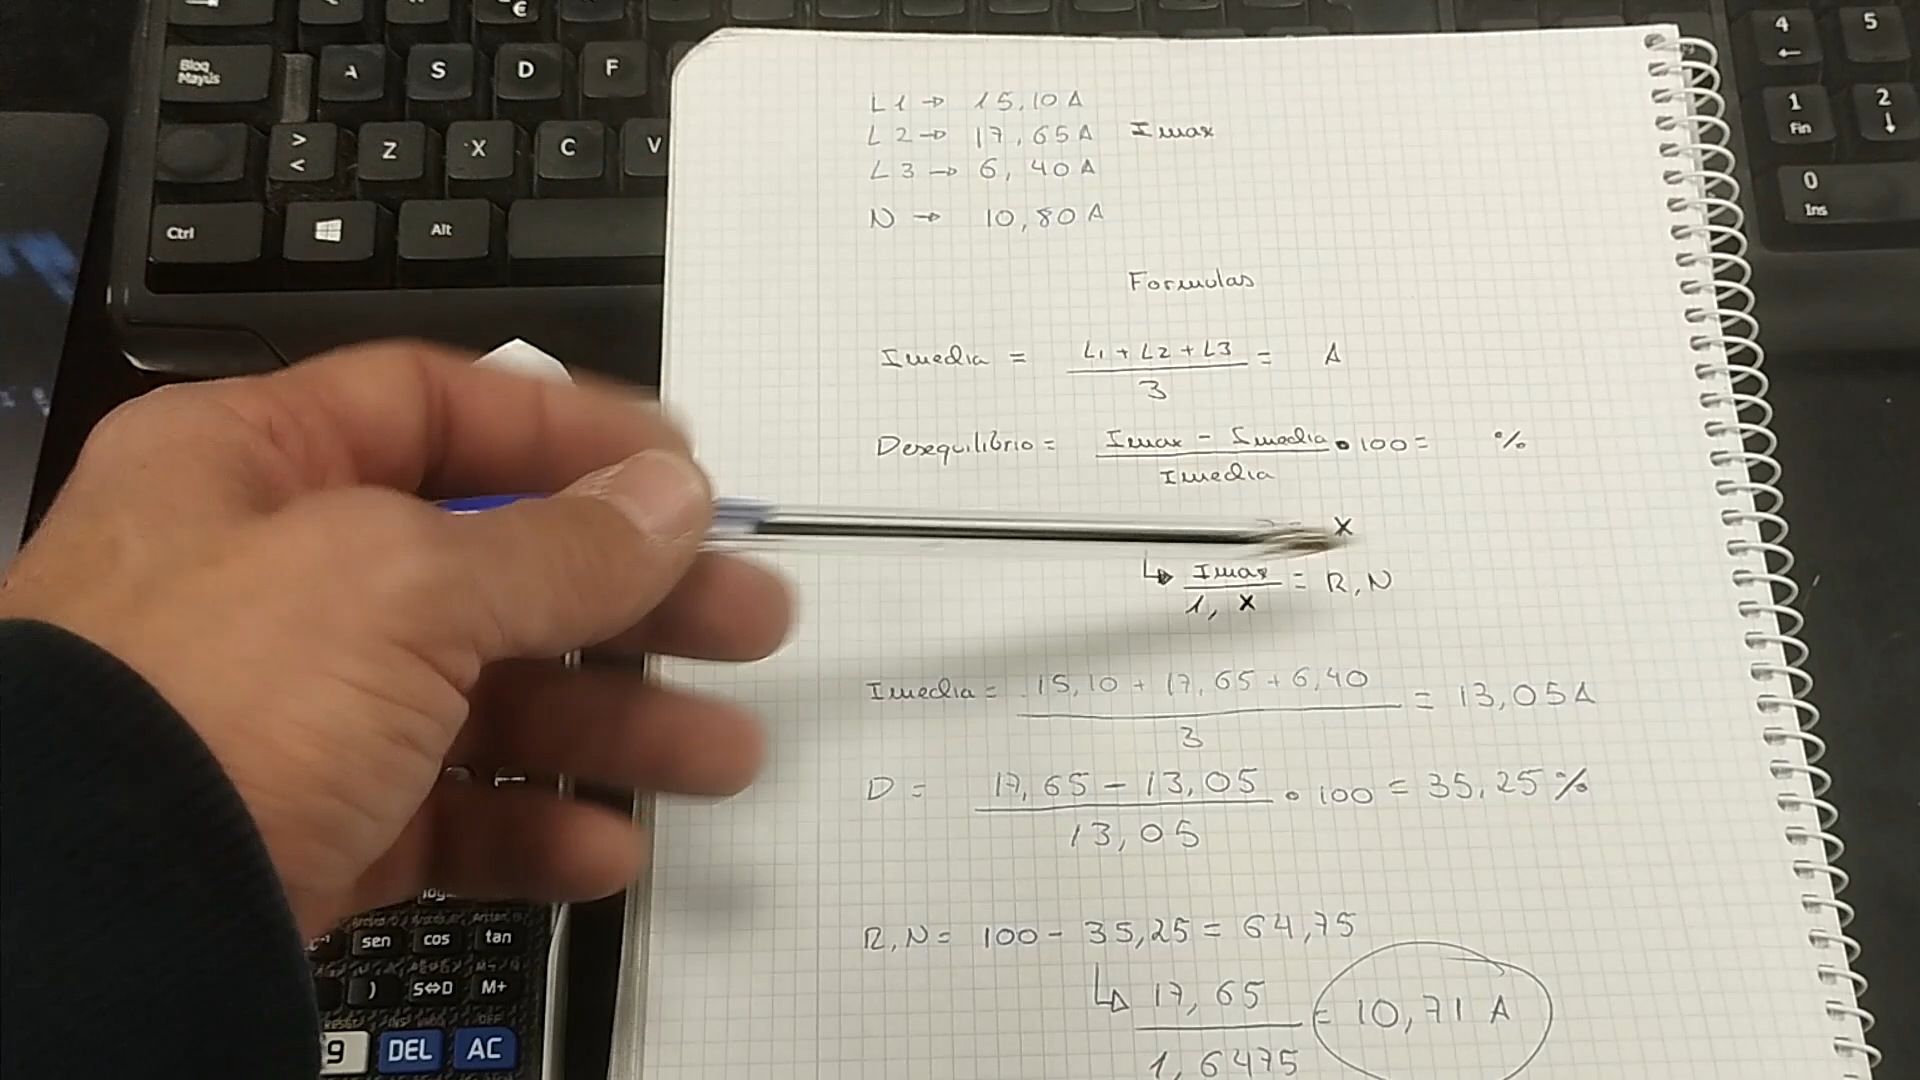 €
Bloq
Mayús
A
S
D
F
>
<
Z
X
C
V
Ctrl
Alt
4
←
5
1
Fin
2
↓
0
Ins
L1 → 15,10 A
L2 → 17,65 A Imax
L3 → 6,40 A
N → 10,80 A
Formulas
Imedia = L1 + L2 + L3 / 3 = A
Desequilibrio = Imax - Imedia / Imedia • 100 = %
x
↳ Imax / 1, x = R,N
Imedia = 15,10 + 17,65 + 6,40 / 3 = 13,05 A
D = 17,65 - 13,05 / 13,05 • 100 = 35,25 %
R,N = 100 - 35,25 = 64,75
↳ 17,65 / 1,6475 = 10,71 A
log
sen
cos
tan
)
S⇔D
M+
9
DEL
AC
OFF